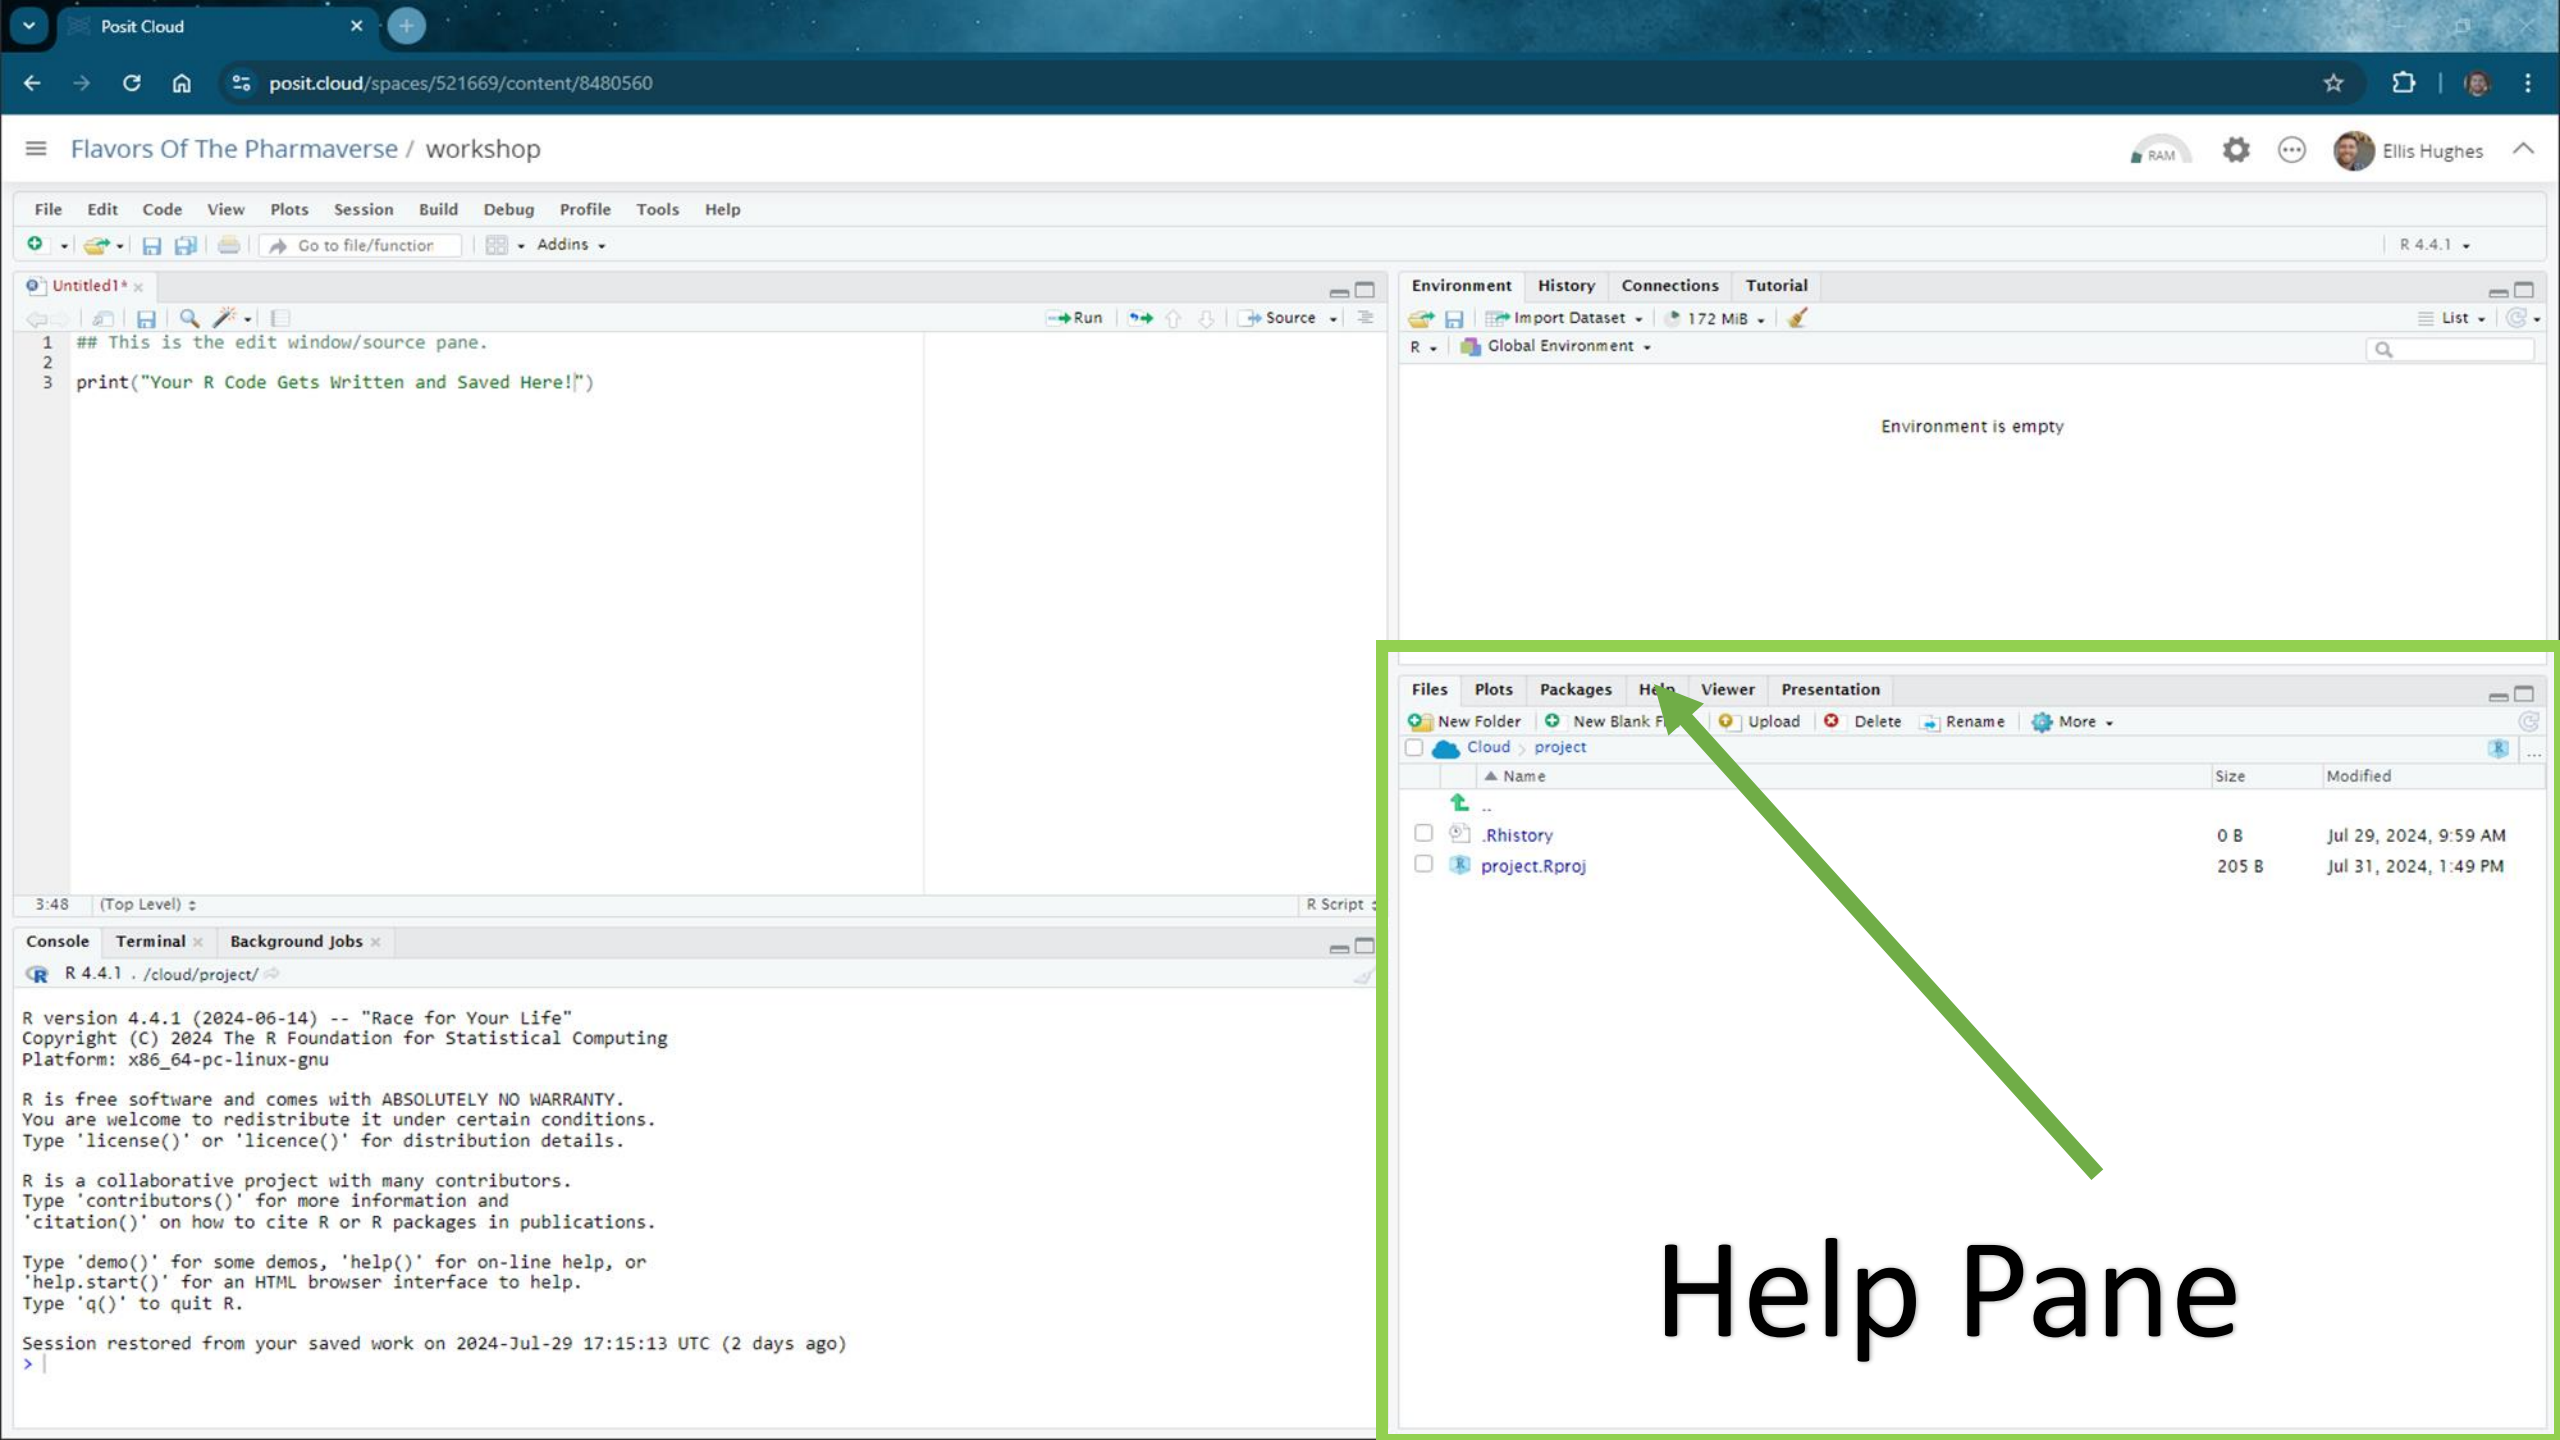 Posit Cloud
posit.cloud/spaces/521669/content/8480560
Flavors Of The Pharmaverse / workshop
RAM
Ellis Hughes
File Edit Code View Plots Session Build Debug Profile Tools Help
Go to file/function Addins
R 4.4.1
Untitled1*
Run Source
1 ## This is the edit window/source pane.
2
3 print("Your R Code Gets Written and Saved Here!")
3:48 (Top Level) R Script
Environment History Connections Tutorial
Import Dataset 172 MiB List
R Global Environment
Environment is empty
Console Terminal Background Jobs
R 4.4.1 . /cloud/project/
R version 4.4.1 (2024-06-14) -- "Race for Your Life"
Copyright (C) 2024 The R Foundation for Statistical Computing
Platform: x86_64-pc-linux-gnu
R is free software and comes with ABSOLUTELY NO WARRANTY.
You are welcome to redistribute it under certain conditions.
Type 'license()' or 'licence()' for distribution details.
R is a collaborative project with many contributors.
Type 'contributors()' for more information and
'citation()' on how to cite R or R packages in publications.
Type 'demo()' for some demos, 'help()' for on-line help, or
'help.start()' for an HTML browser interface to help.
Type 'q()' to quit R.
Session restored from your saved work on 2024-Jul-29 17:15:13 UTC (2 days ago)
>
Files Plots Packages Help Viewer Presentation
New Folder New Blank F Upload Delete Rename More
Cloud > project ...
Name Size Modified
..
.Rhistory 0 B Jul 29, 2024, 9:59 AM
project.Rproj 205 B Jul 31, 2024, 1:49 PM
Help Pane